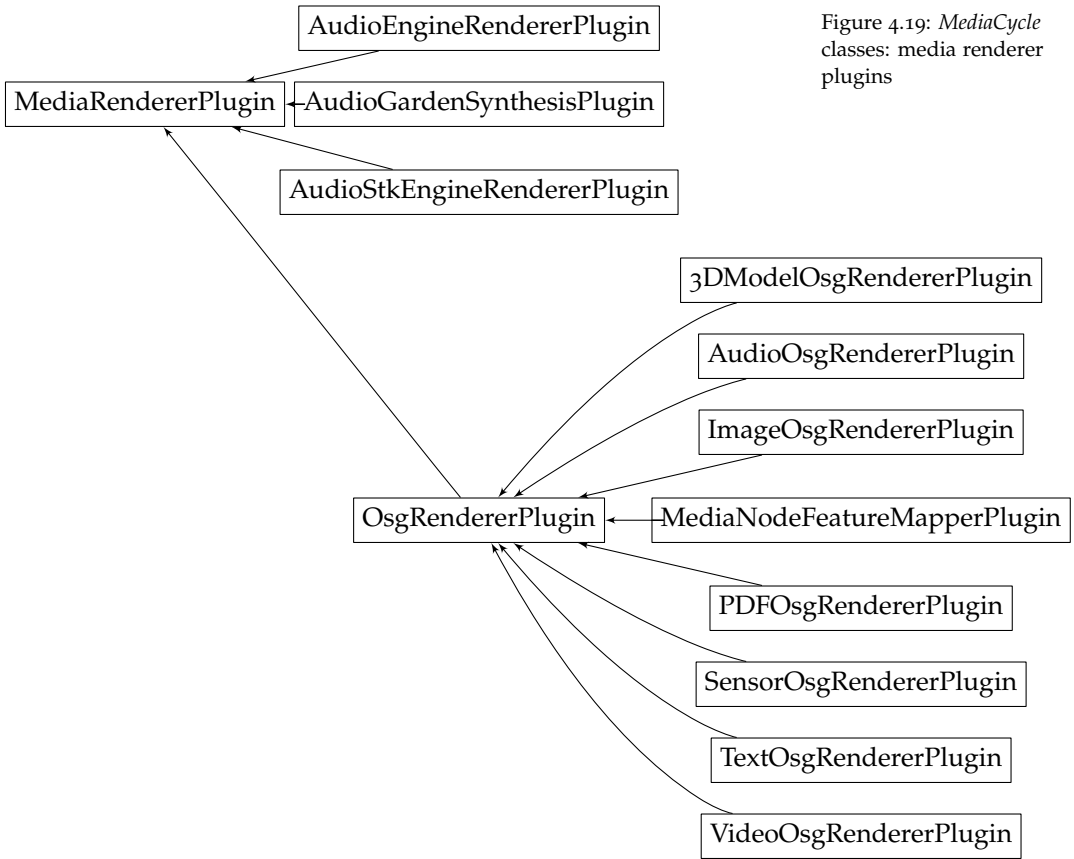 AudioEngineRendererPlugin
Figure 4.19: MediaCycle
classes: media renderer
plugins
MediaRendererPlugin
AudioGardenSynthesisPlugin
AudioStkEngineRendererPlugin
3DModelOsgRendererPlugin
AudioOsgRendererPlugin
ImageOsgRendererPlugin
OsgRendererPlugin
MediaNodeFeatureMapperPlugin
PDFOsgRendererPlugin
SensorOsgRendererPlugin
TextOsgRendererPlugin
VideoOsgRendererPlugin